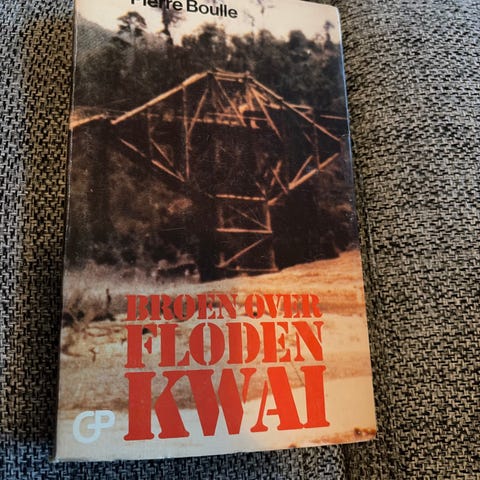 Pierre Boulle
BROEN OVER
FLODEN
KWAI
GP